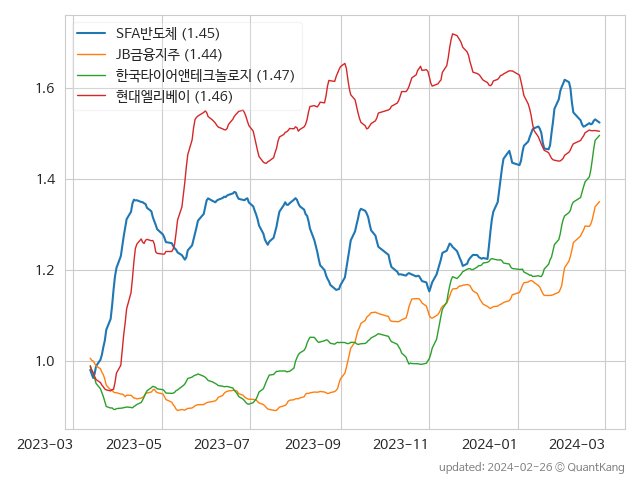 SFA반도체 (1.45)
JB금융지주 (1.44)
한국타이어앤테크놀로지 (1.47)
현대엘리베이 (1.46)
1.6
1.4
1.2
1.0
2023-03 2023-05 2023-07 2023-09 2023-11 2024-01 2024-03
updated: 2024-02-26 ⓒ QuantKang